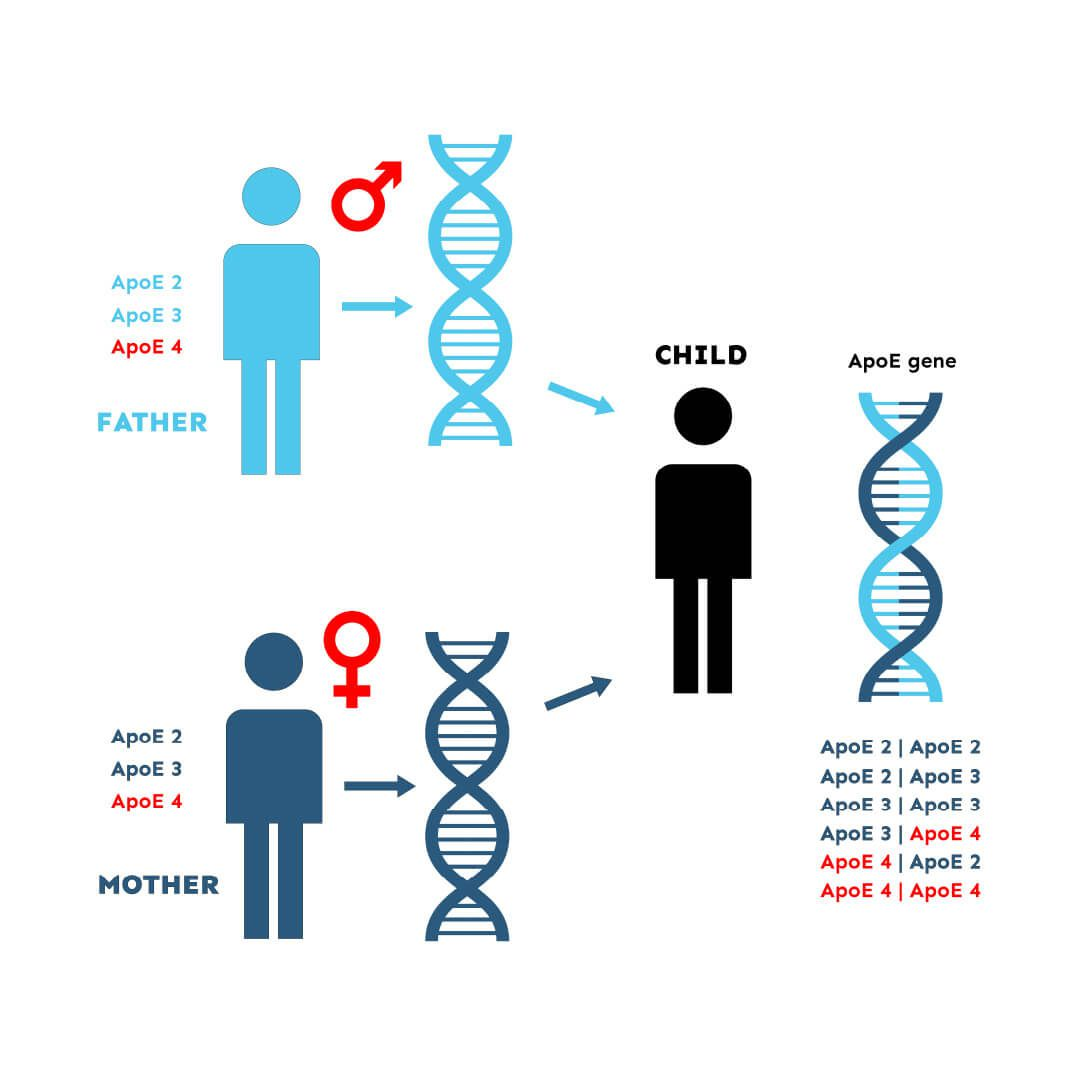 ApoE 2
ApoE 3
ApoE 4
FATHER
CHILD
ApoE gene
ApoE 2
ApoE 3
ApoE 4
MOTHER
ApoE 2 | ApoE 2
ApoE 2 | ApoE 3
ApoE 3 | ApoE 3
ApoE 3 | ApoE 4
ApoE 4 | ApoE 2
ApoE 4 | ApoE 4